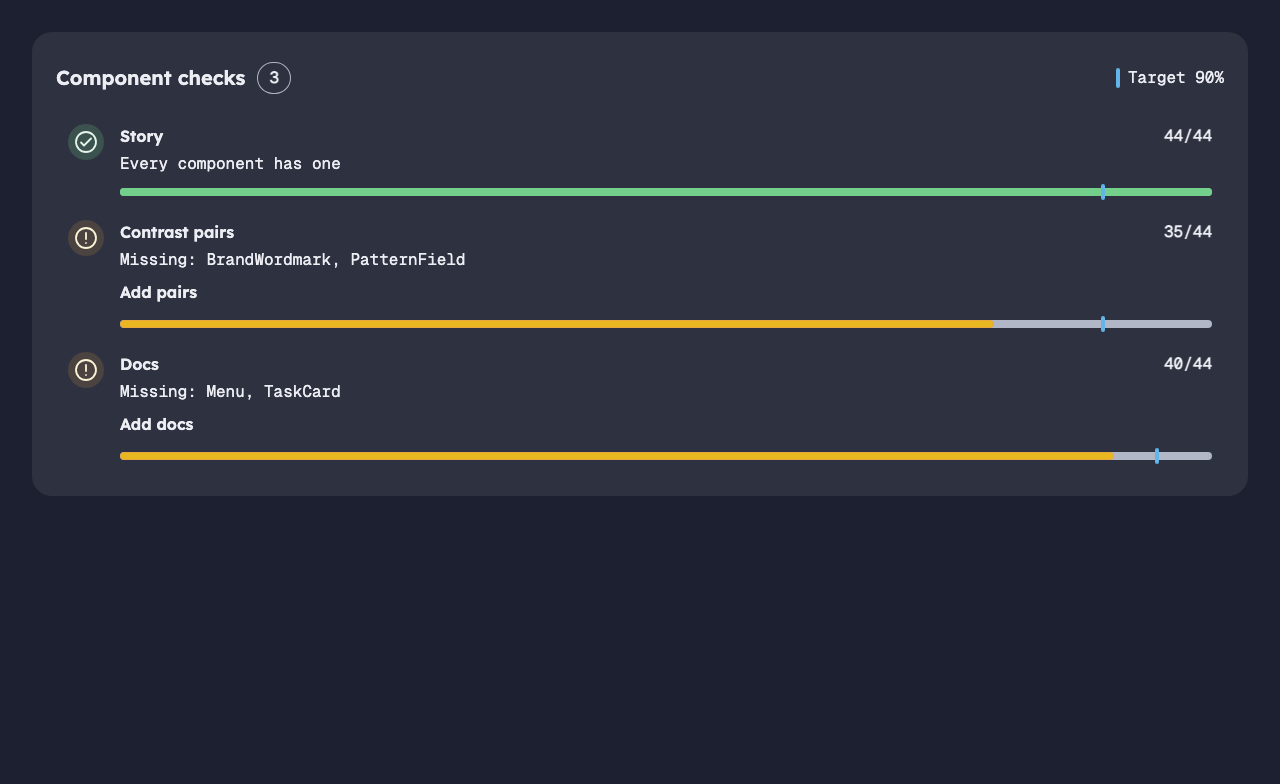 Component checks 3
Target 90%
Story
44/44
Every component has one
Contrast pairs
35/44
Missing: BrandWordmark, PatternField
Add pairs
Docs
40/44
Missing: Menu, TaskCard
Add docs